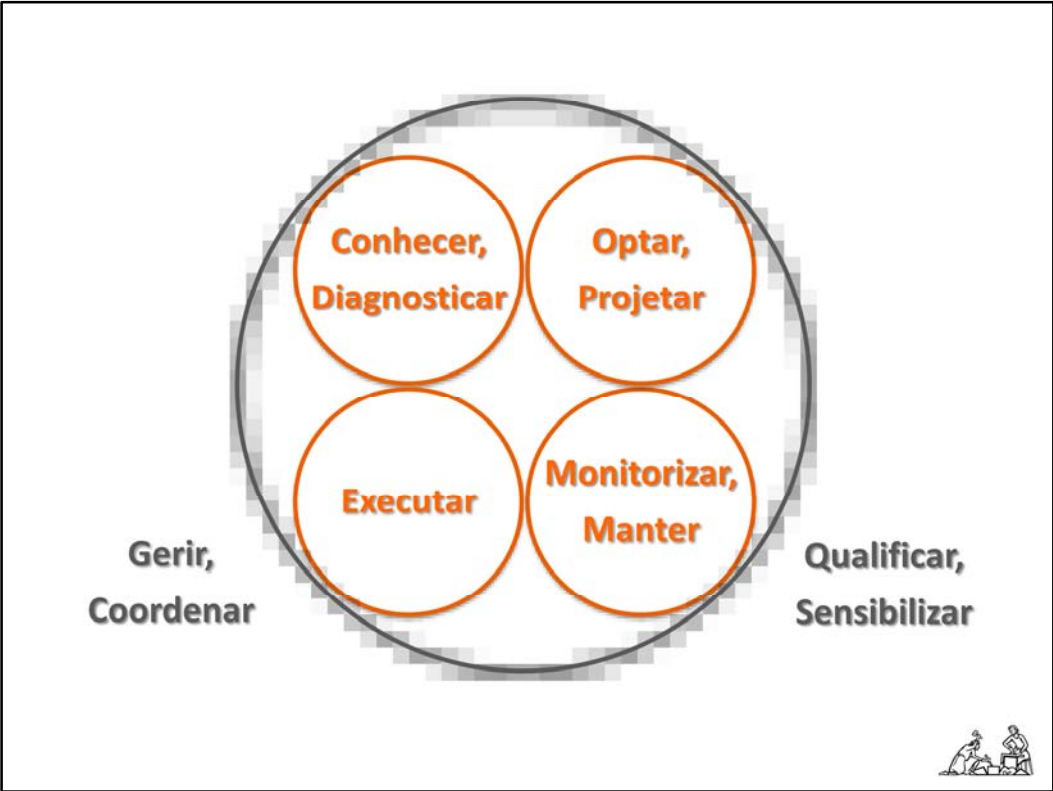 Conhecer,
Diagnosticar
Optar,
Projetar
Executar
Monitorizar,
Manter
Gerir,
Coordenar
Qualificar,
Sensibilizar